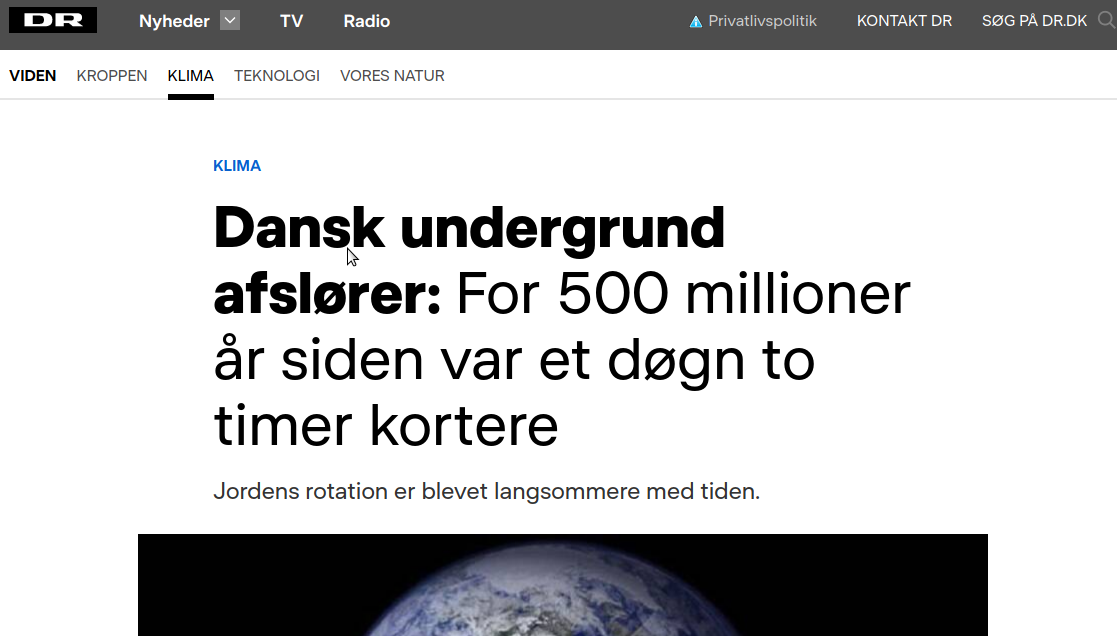 DR Nyheder TV Radio Privatlivspolitik KONTAKT DR SØG PÅ DR.DK
VIDEN KROPPEN KLIMA TEKNOLOGI VORES NATUR
KLIMA
Dansk undergrund
afslører: For 500 millioner
år siden var et døgn to
timer kortere
Jordens rotation er blevet langsommere med tiden.